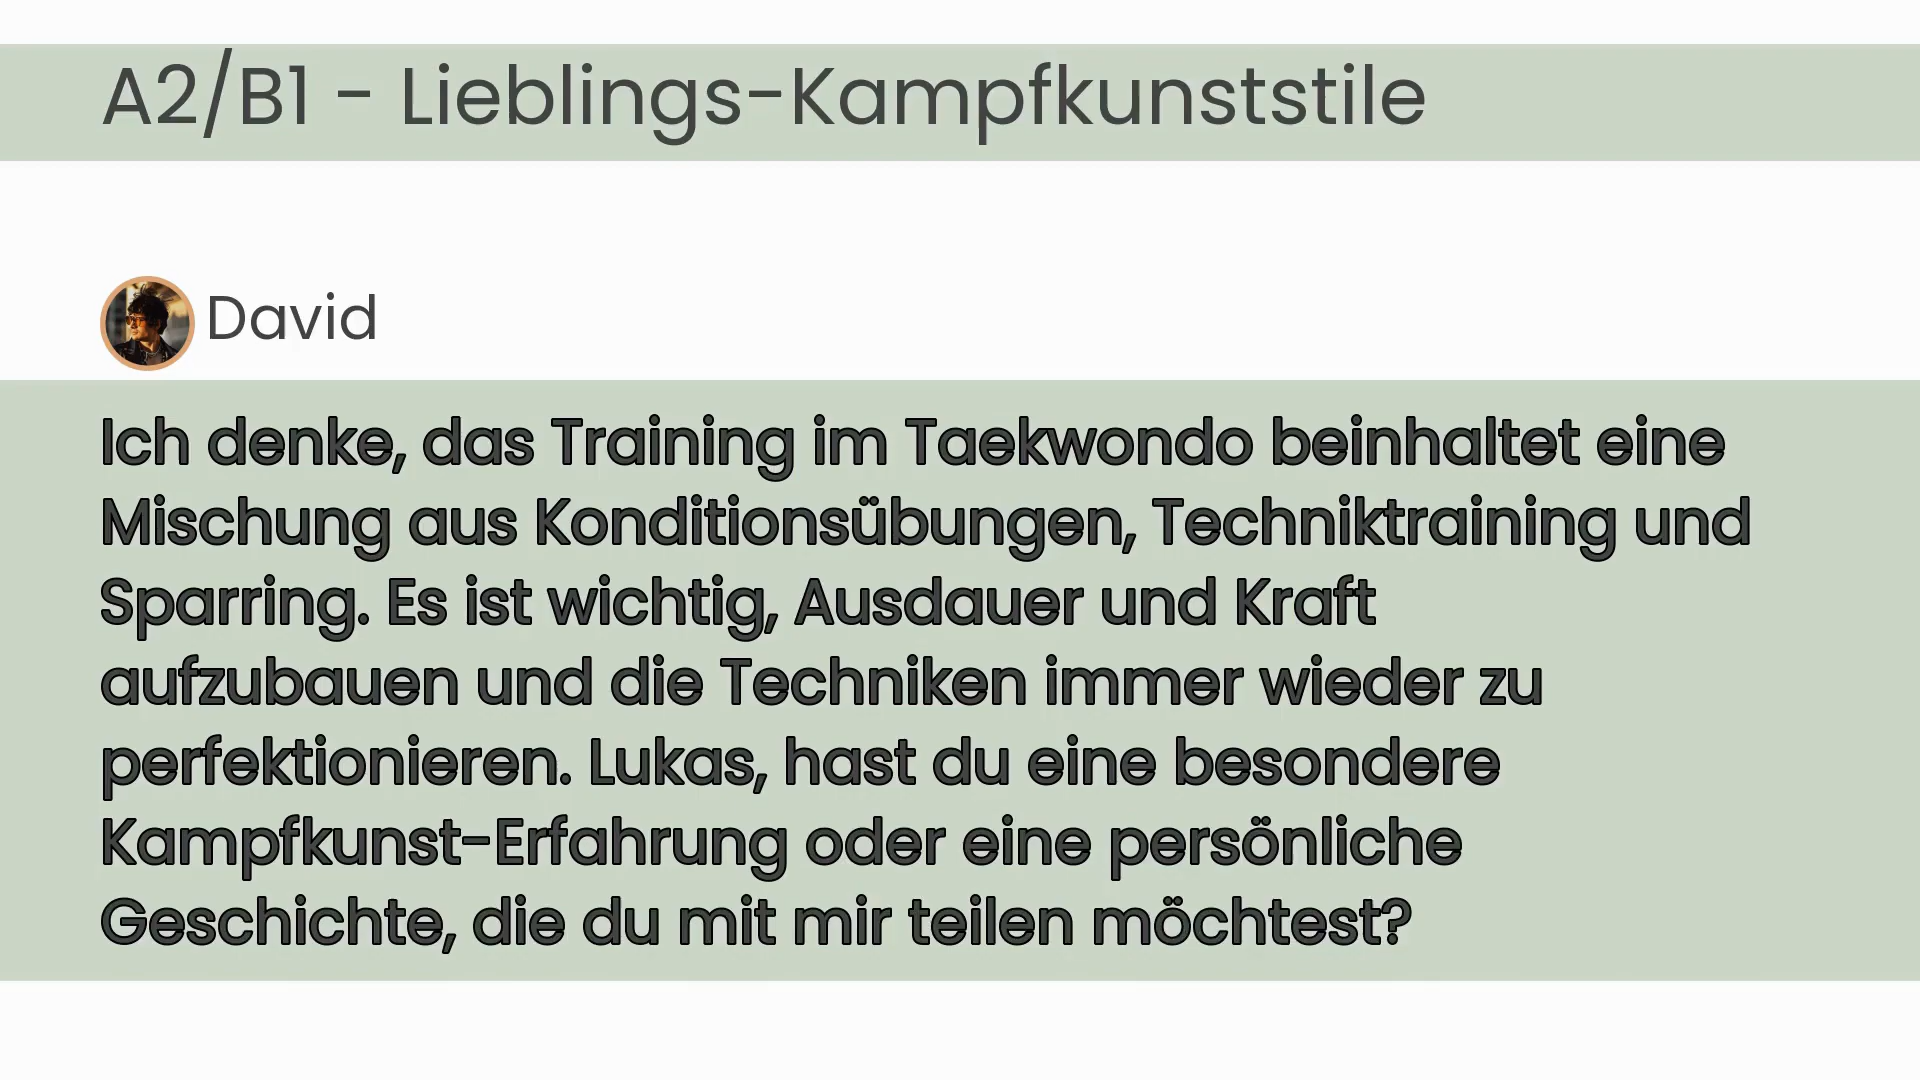 A2/B1 - Lieblings-Kampfkunststile
David
Ich denke, das Training im Taekwondo beinhaltet eine
Mischung aus Konditionsübungen, Techniktraining und
Sparring. Es ist wichtig, Ausdauer und Kraft
aufzubauen und die Techniken immer wieder zu
perfektionieren. Lukas, hast du eine besondere
Kampfkunst-Erfahrung oder eine persönliche
Geschichte, die du mit mir teilen möchtest?